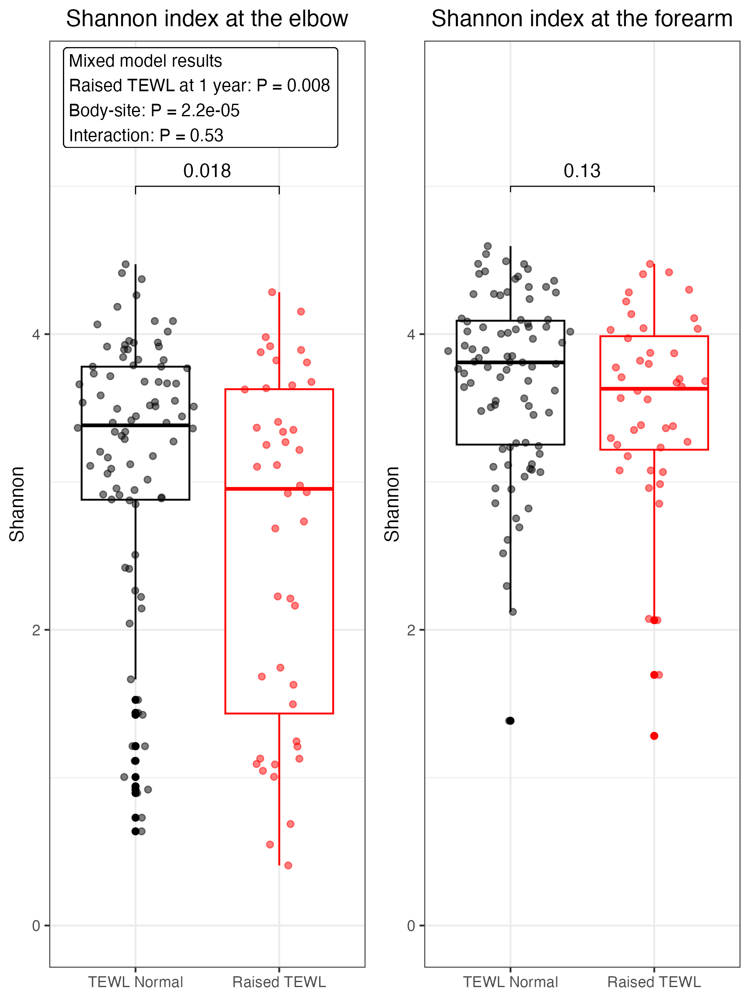 Shannon index at the elbow
Mixed model results
Raised TEWL at 1 year: P = 0.008
Body-site: P = 2.2e-05
Interaction: P = 0.53
0.018
4
2
0
Shannon
TEWL Normal
Raised TEWL
Shannon index at the forearm
0.13
4
2
0
Shannon
TEWL Normal
Raised TEWL